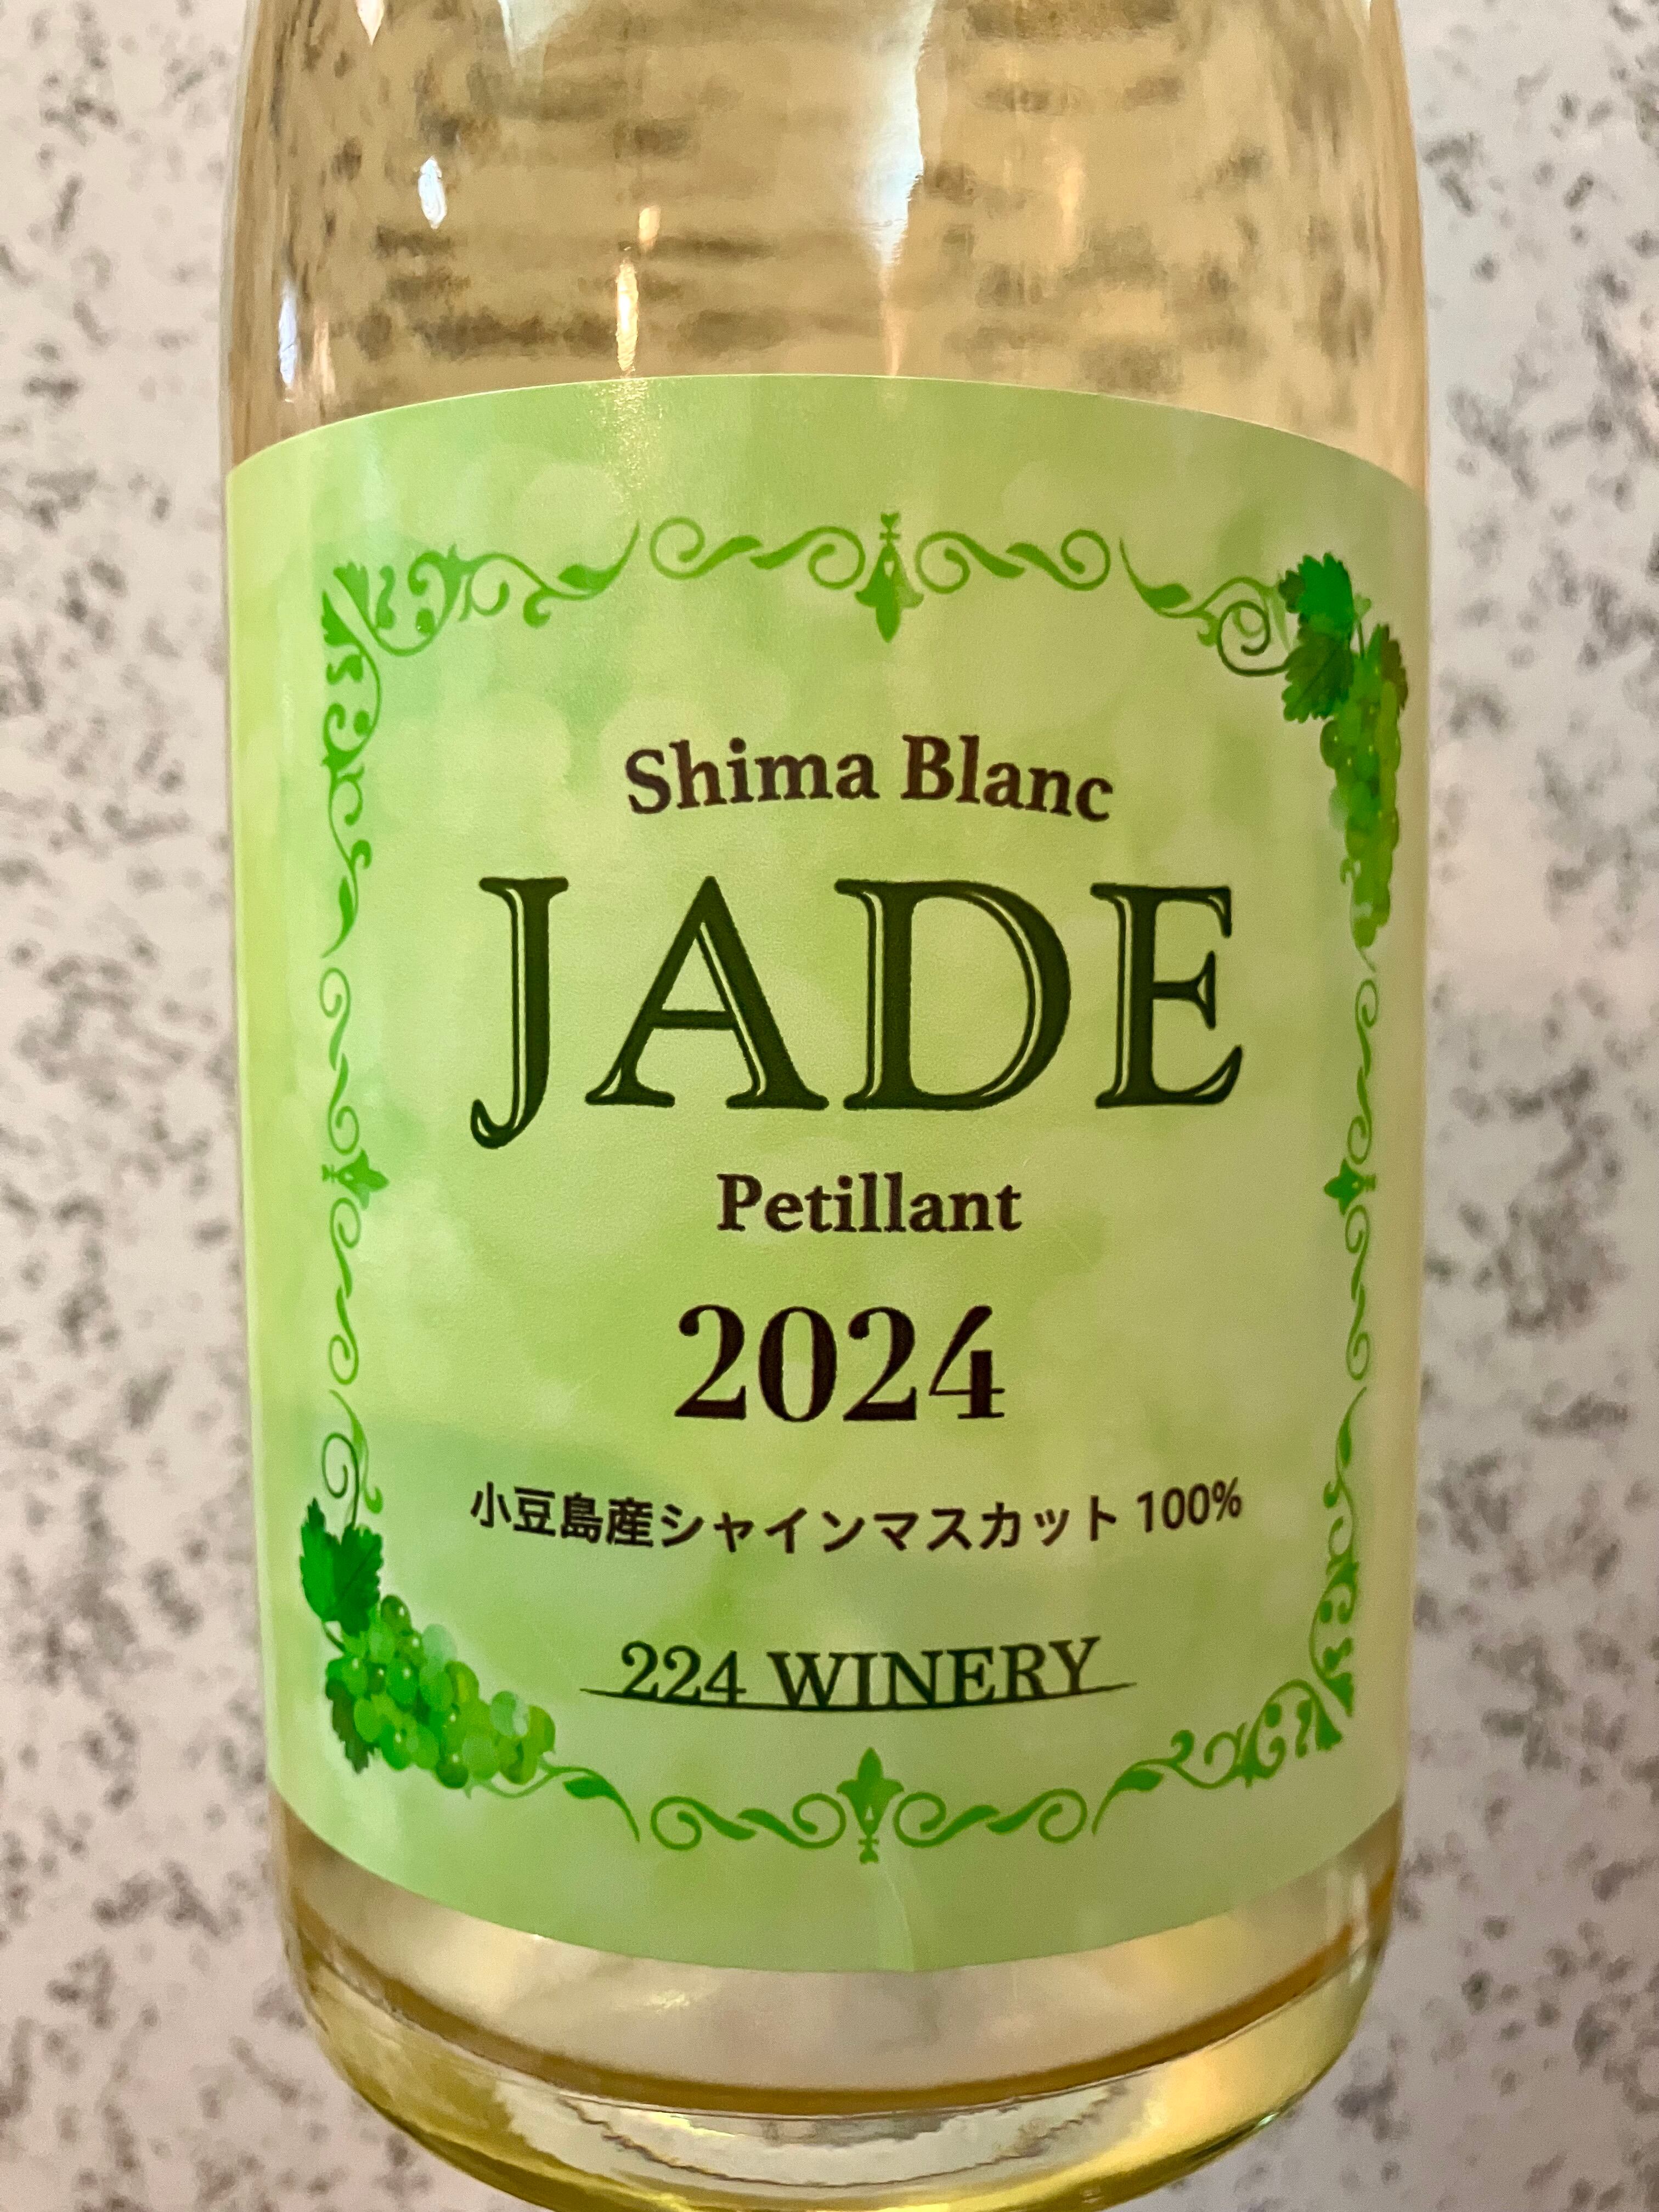 Shima Blanc
JADE
Petillant
2024
小豆島産シャインマスカット 100%
224 WINERY